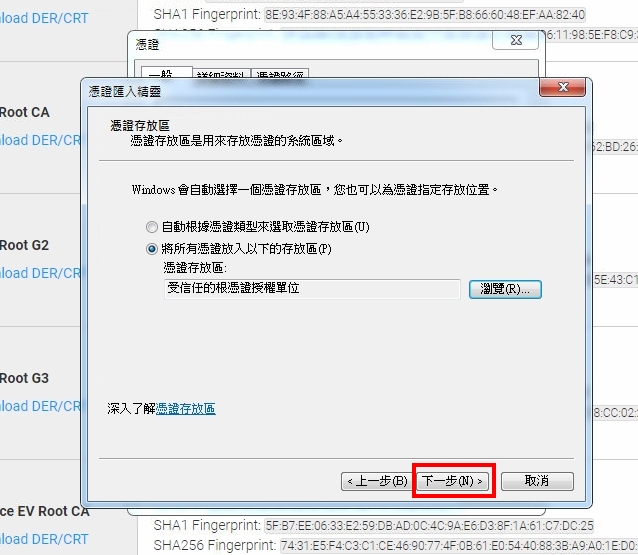 SHA1 Fingerprint: 8E:93:4F:88:A5:A4:55:33:36:E2:9B:5F:B8:66:60:48:EF:AA:82:40
nload DER/CRT
06:11:98:5E:F8:C9:
憑證
一般
詳細資料
憑證路徑
憑證匯入精靈
Root CA
憑證存放區
憑證存放區是用來存放憑證的系統區域。
load DER/CR
52:BD:26:
Windows 會自動選擇一個憑證存放區，您也可以為憑證指定存放位置。
自動根據憑證類型來選取憑證存放區(U)
Root G2
將所有憑證放入以下的存放區(P)
憑證存放區:
load DER/CR
5E:43:C1
受信任的根憑證授權單位
瀏覽(R)...
Root G3
load DER/CR
深入了解憑證存放區
8:CC:02:
< 上一步(B)
下一步(N) >
取消
ce EV Root CA
SHA1 Fingerprint: 5F:B7:EE:06:33:E2:59:DB:AD:0C:4C:9A:E6:D3:8F:1A:61:C7:DC:25
nload DER/CRT
SHA256 Fingerprint: 74:31:E5:F4:C3:C1:CE:46:90:77:4F:0B:61:E0:54:40:88:3B:A9:A0:1E:D0: